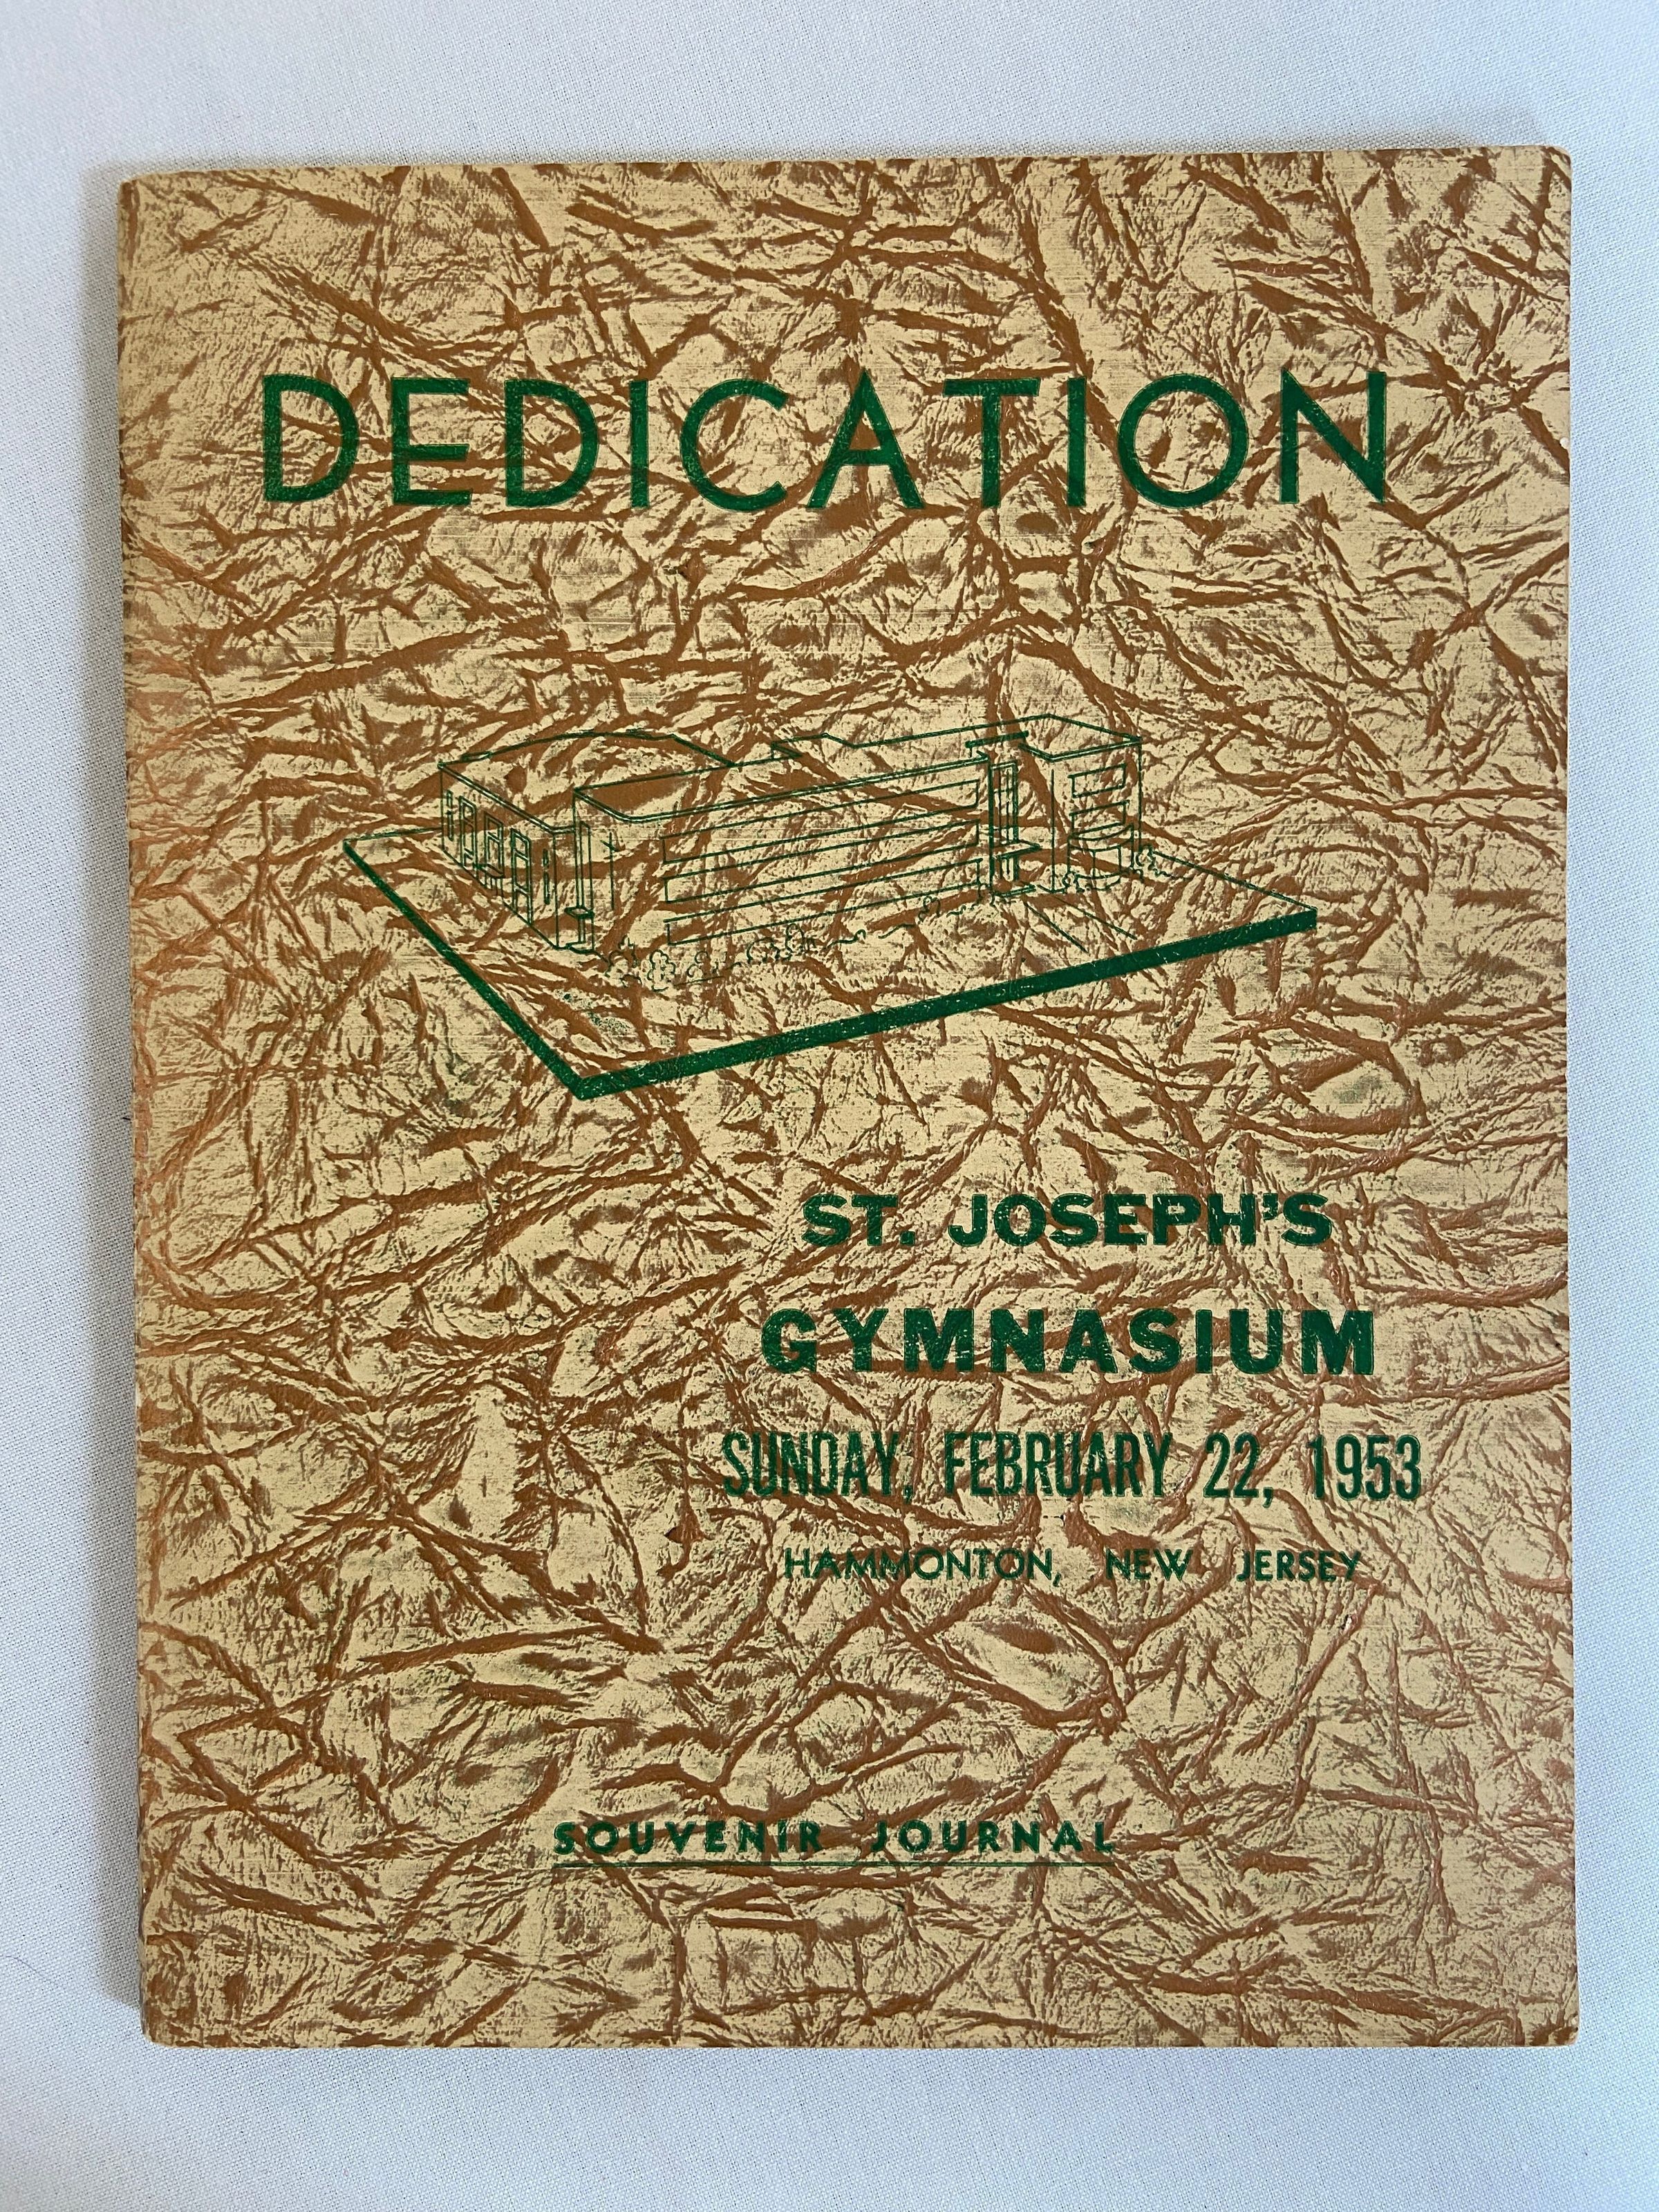 DEDICATION
ST. JOSEPH'S
GYMNASIUM
SUNDAY, FEBRUARY 22, 1953
HAMMONTON, NEW JERSEY
SOUVENIR JOURNAL